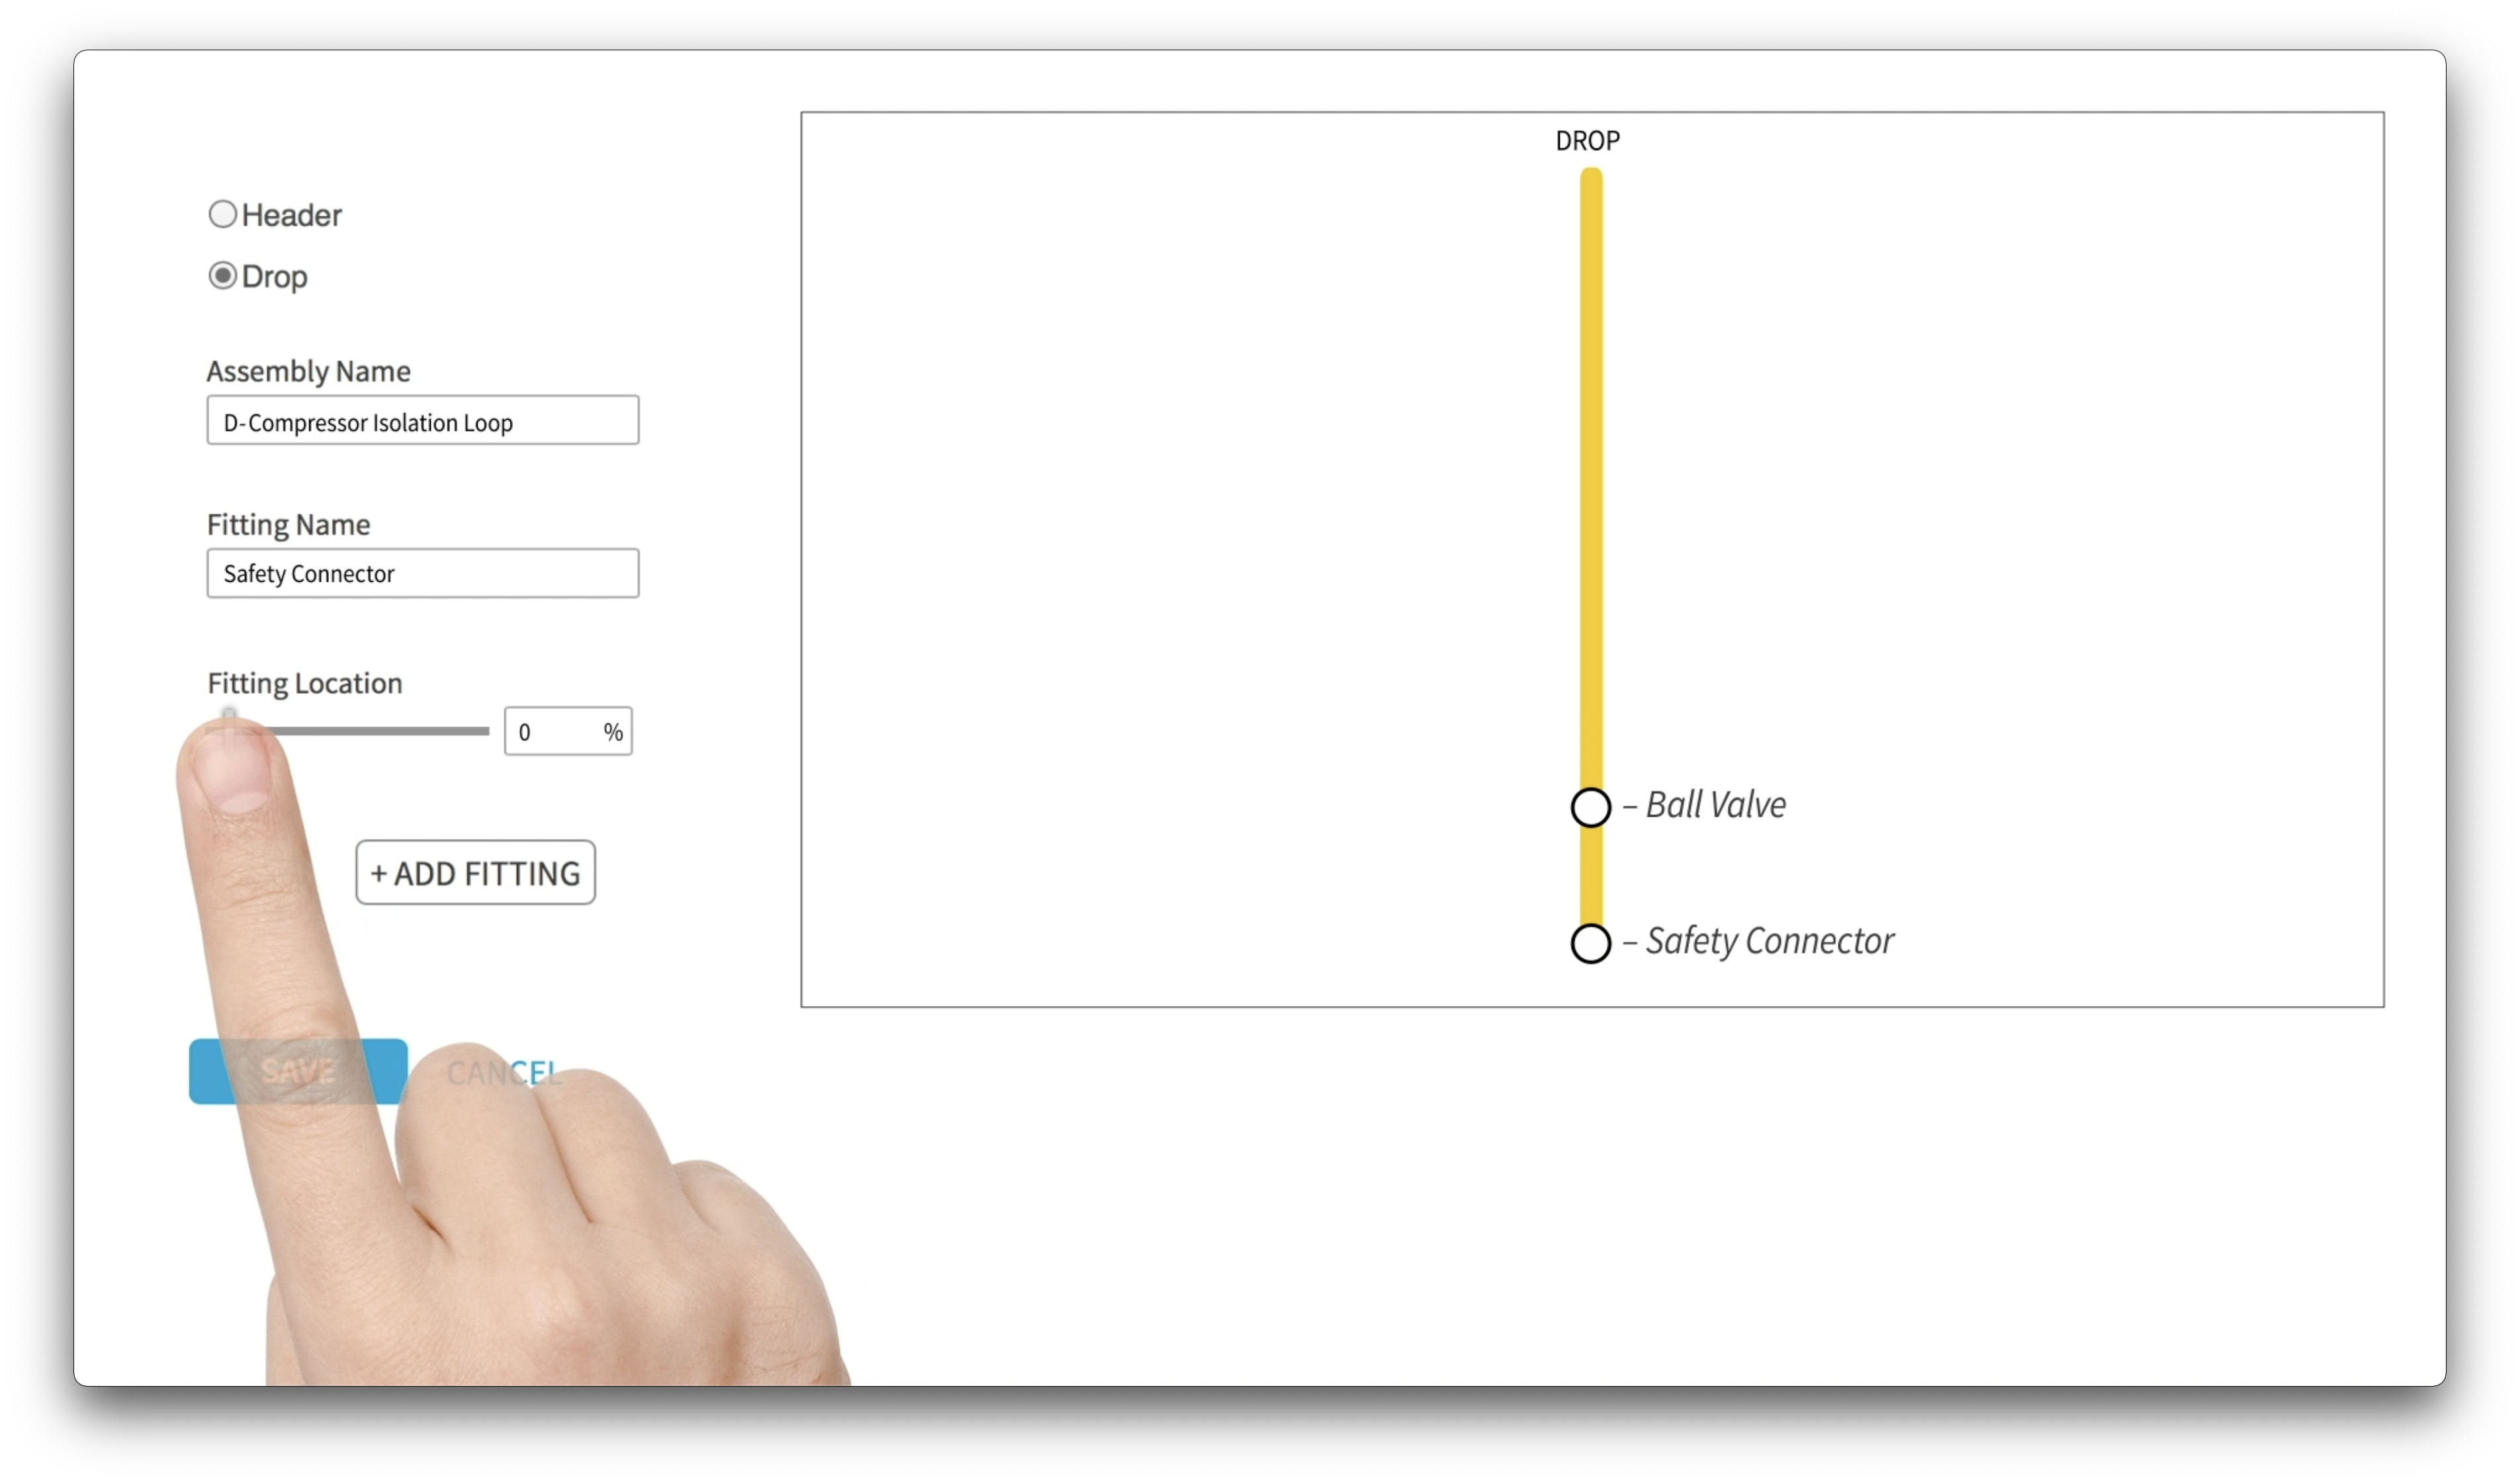 Header
Drop
Assembly Name
D-Compressor Isolation Loop
Fitting Name
Safety Connector
Fitting Location
0 %
+ ADD FITTING
SAVE CANCEL
DROP
– Ball Valve
– Safety Connector